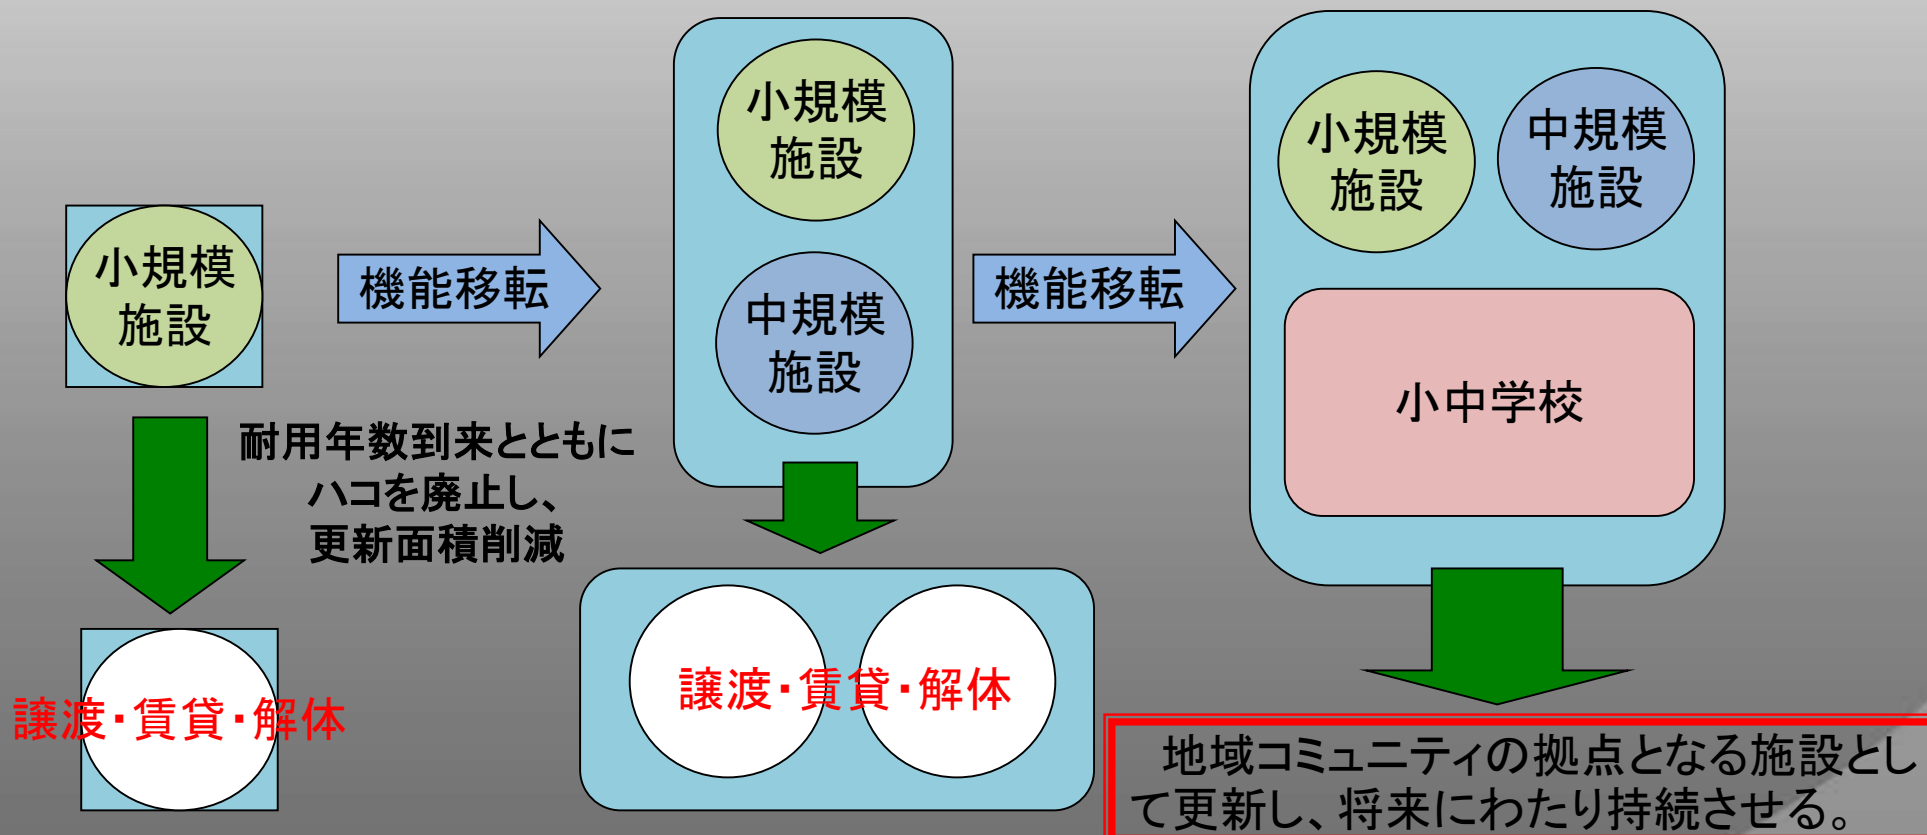 小規模
施設
機能移転
小規模
施設
中規模
施設
機能移転
小規模
施設
中規模
施設
小中学校
耐用年数到来とともに
ハコを廃止し、
更新面積削減
譲渡・賃貸・解体
譲渡・賃貸・解体
地域コミュニティの拠点となる施設とし
て更新し、将来にわたり持続させる。